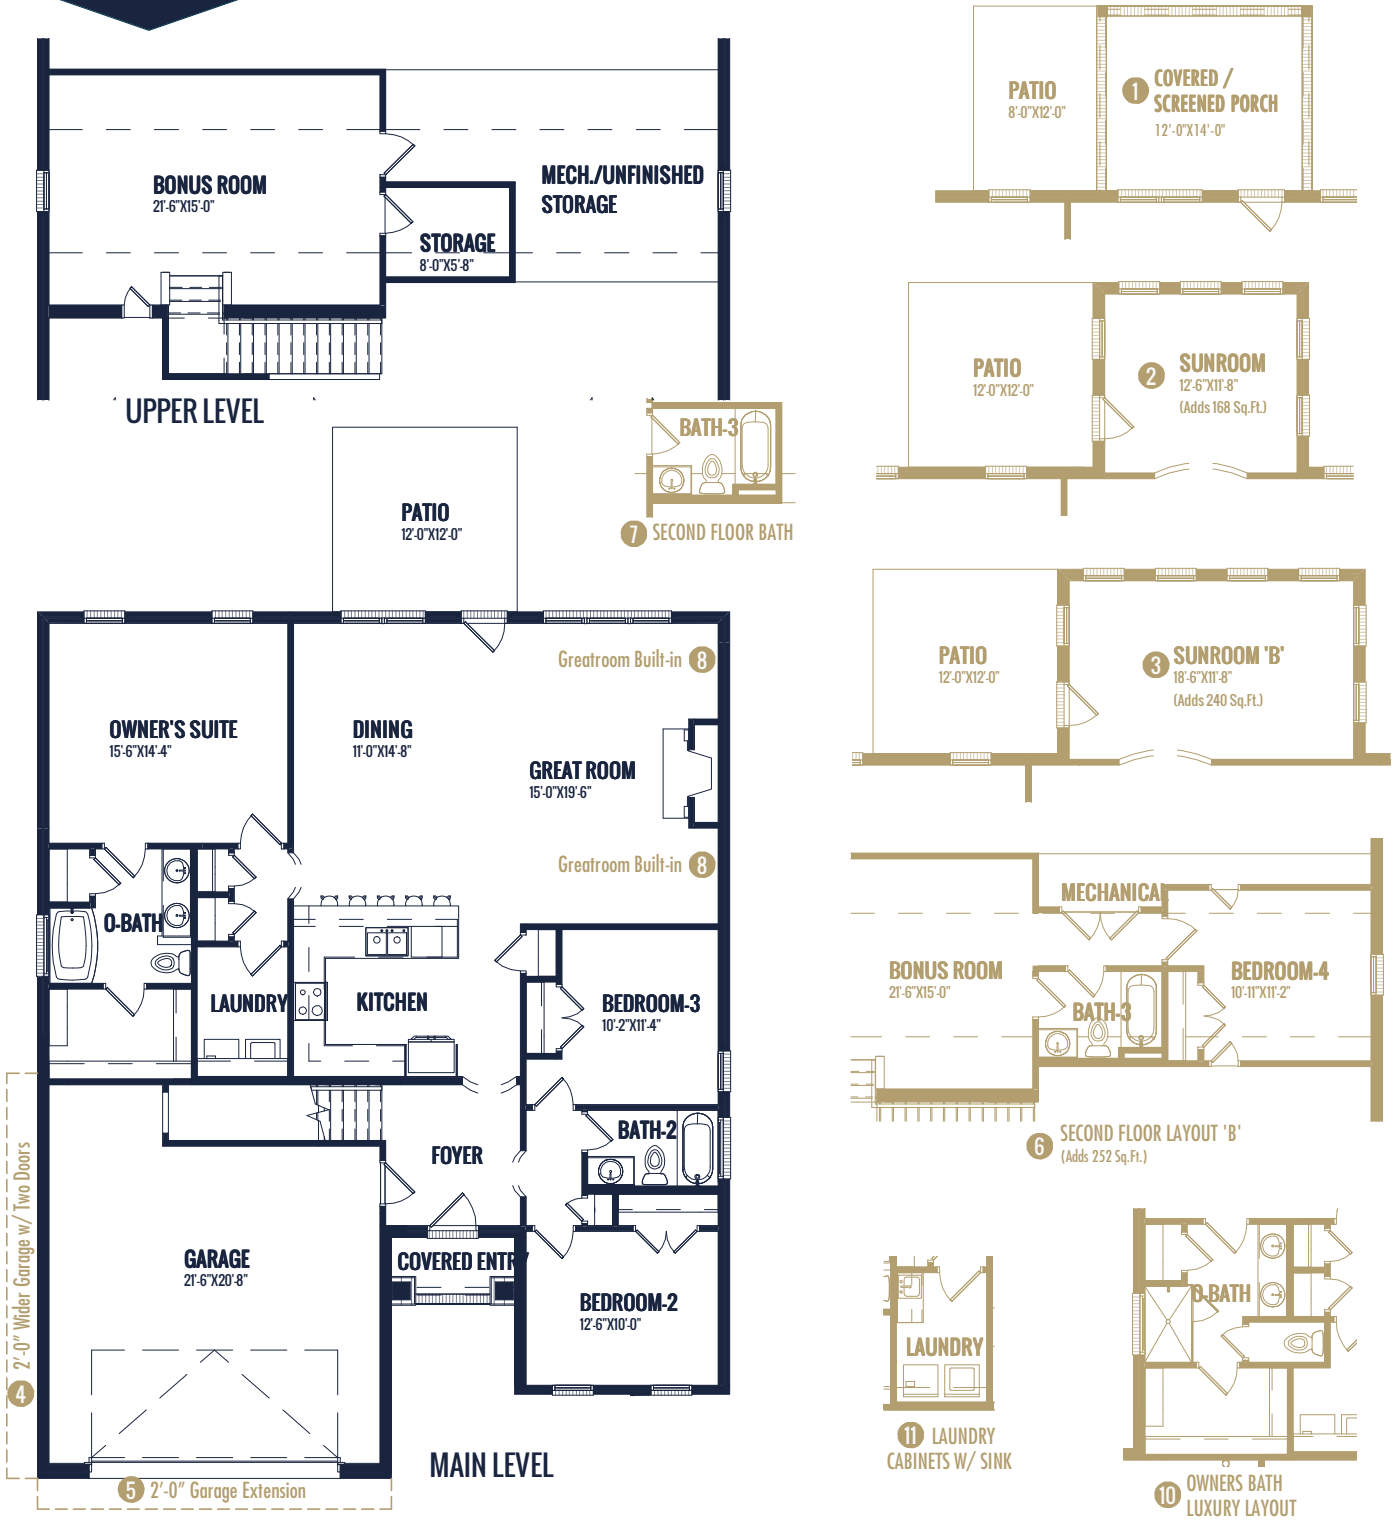 BONUS ROOM
21'-6"X15'-0"
MECH./UNFINISHED
STORAGE
STORAGE
8'-0"X5'-8"
UPPER LEVEL
BATH-3
7 SECOND FLOOR BATH
PATIO
12'-0"X12'-0"
Greatroom Built-in 8
OWNER'S SUITE
15'-6"X14'-4"
DINING
11'-0"X14'-8"
GREAT ROOM
15'-0"X19'-6"
Greatroom Built-in 8
O-BATH
LAUNDRY
KITCHEN
BEDROOM-3
10'-2"X11'-4"
BATH-2
FOYER
GARAGE
21'-6"X20'-8"
COVERED ENTRY
BEDROOM-2
12'-6"X10'-0"
4 2'-0" Wider Garage w/ Two Doors
5 2'-0" Garage Extension
MAIN LEVEL
PATIO
8'-0"X12'-0"
1 COVERED /
SCREENED PORCH
12'-0"X14'-0"
PATIO
12'-0"X12'-0"
2 SUNROOM
12'-6"X11'-8"
(Adds 168 Sq.Ft.)
PATIO
12'-0"X12'-0"
3 SUNROOM 'B'
18'-6"X11'-8"
(Adds 240 Sq.Ft.)
MECHANICAL
BONUS ROOM
21'-6"X15'-0"
BEDROOM-4
10'-11"X11'-2"
BATH-3
6 SECOND FLOOR LAYOUT 'B'
(Adds 252 Sq.Ft.)
LAUNDRY
11 LAUNDRY
CABINETS W/ SINK
O-BATH
10 OWNERS BATH
LUXURY LAYOUT